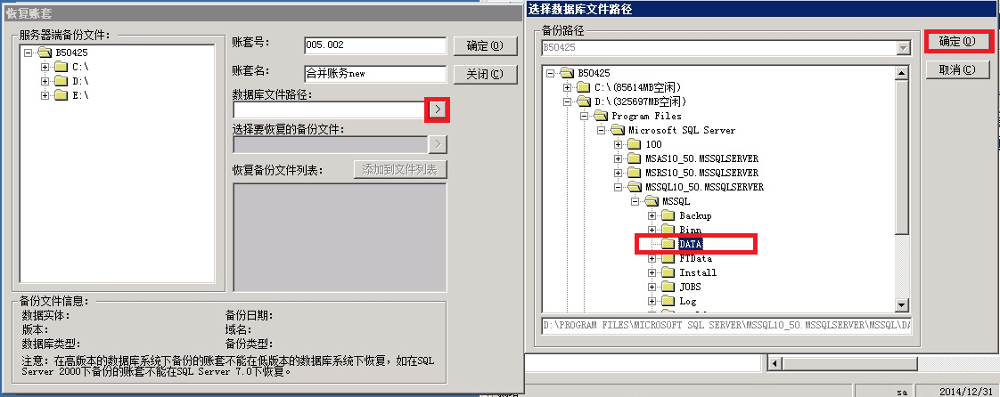 恢复账套
服务器端备份文件：
B50425
C:\
D:\
E:\
账套号：
005.002
确定(O)
账套名：
合并账务new
关闭(C)
数据库文件路径：
>
选择要恢复的备份文件：
>
恢复备份文件列表：
添加到文件列表
备份文件信息：
数据实体：
备份日期：
版本：
域名：
数据库类型：
备份类型：
注意：在高版本的数据库系统下备份的账套不能在低版本的数据库系统下恢复，如在SQL
Server 2000下备份的账套不能在SQL Server 7.0下恢复。
选择数据库文件路径
备份路径
B50425
确定(O)
取消(C)
B50425
C:\(85614MB空闲)
D:\(325697MB空闲)
Program Files
Microsoft SQL Server
100
MSAS10_50.MSSQLSERVER
MSRS10_50.MSSQLSERVER
MSSQL10_50.MSSQLSERVER
MSSQL
Backup
Binn
DATA
FTData
Install
JOBS
Log
D:\PROGRAM FILES\MICROSOFT SQL SERVER\MSSQL10_50.MSSQLSERVER\MSSQL\DA
sa
2014/12/31